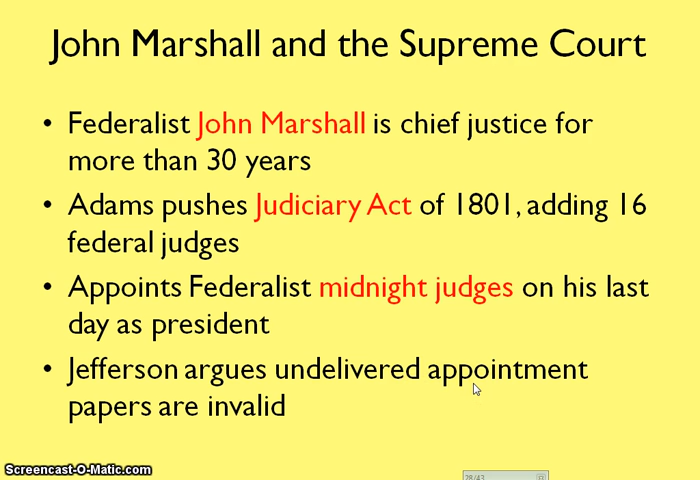 John Marshall and the Supreme Court
• Federalist John Marshall is chief justice for
more than 30 years
• Adams pushes Judiciary Act of 1801, adding 16
federal judges
• Appoints Federalist midnight judges on his last
day as president
• Jefferson argues undelivered appointment
papers are invalid
Screencast-O-Matic.com
28/43